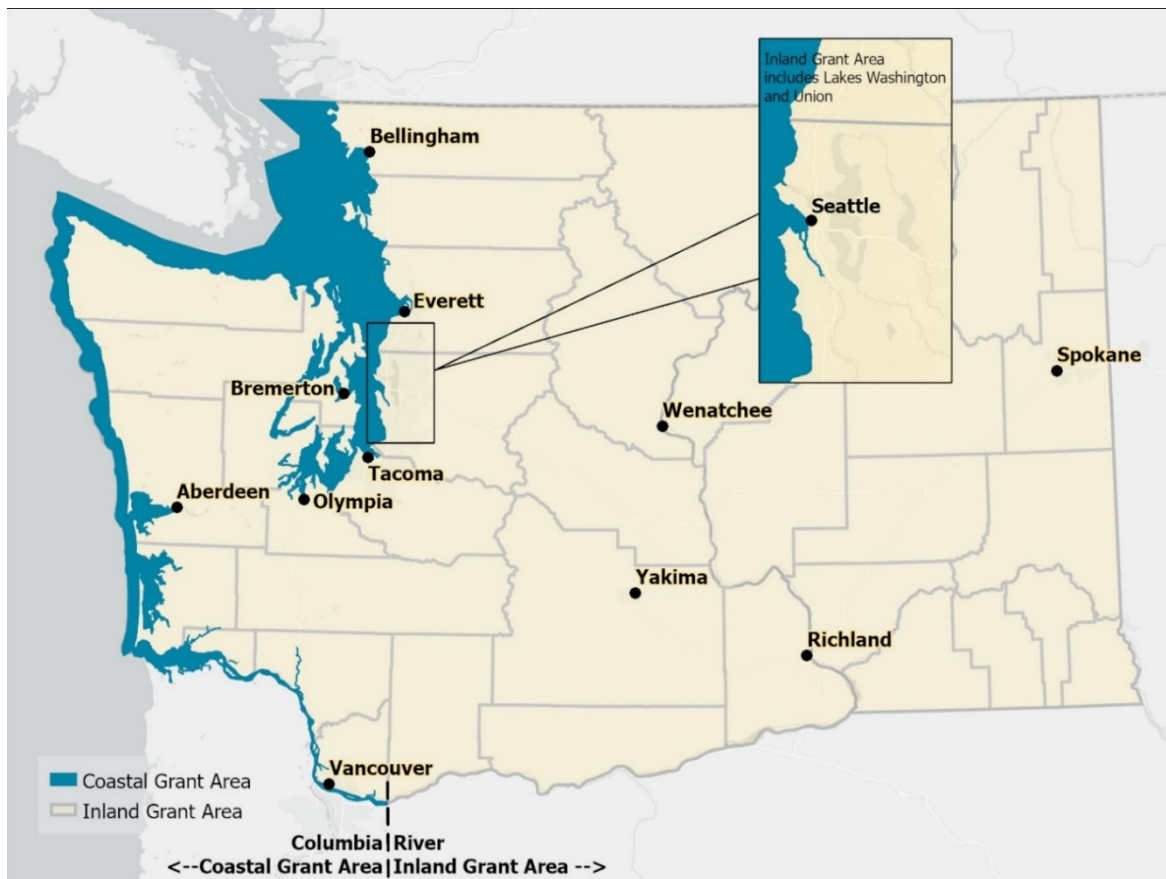 Inland Grant Area
includes Lakes Washington
and Union
Bellingham
Seattle
Everett
Spokane
Bremerton
Wenatchee
Tacoma
Aberdeen
Olympia
Yakima
Richland
Vancouver
Coastal Grant Area
Inland Grant Area
Columbia River
<--Coastal Grant Area Inland Grant Area -->